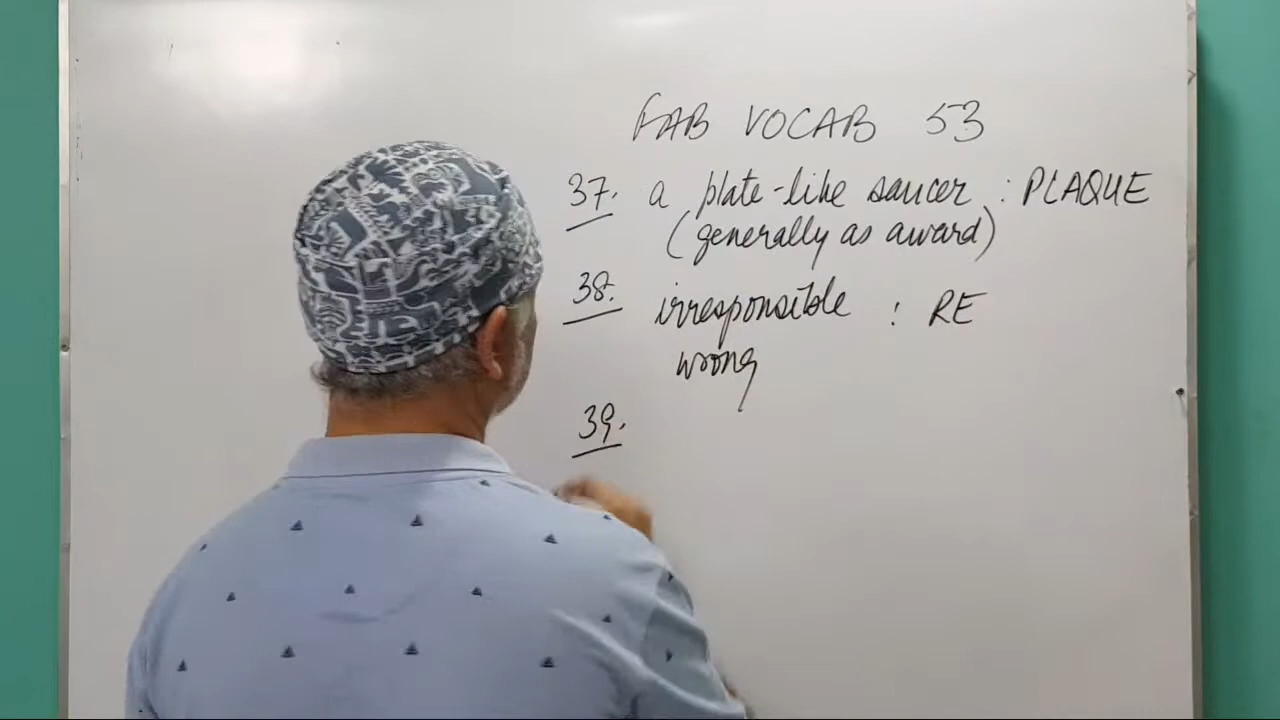 FAB VOCAB 53
37. a plate-like saucer : PLAQUE
(generally as award)
38. irresponsible : RE
wrong
39.